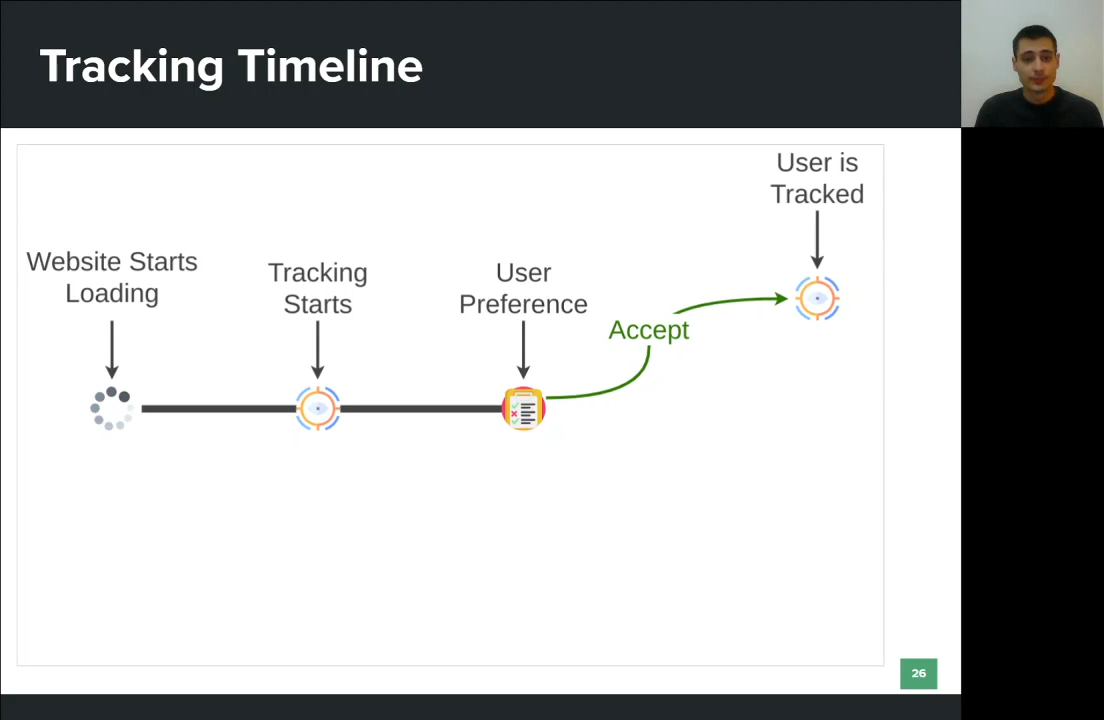 Tracking Timeline
User is
Tracked
Website Starts
Loading
Tracking
Starts
User
Preference
Accept
26